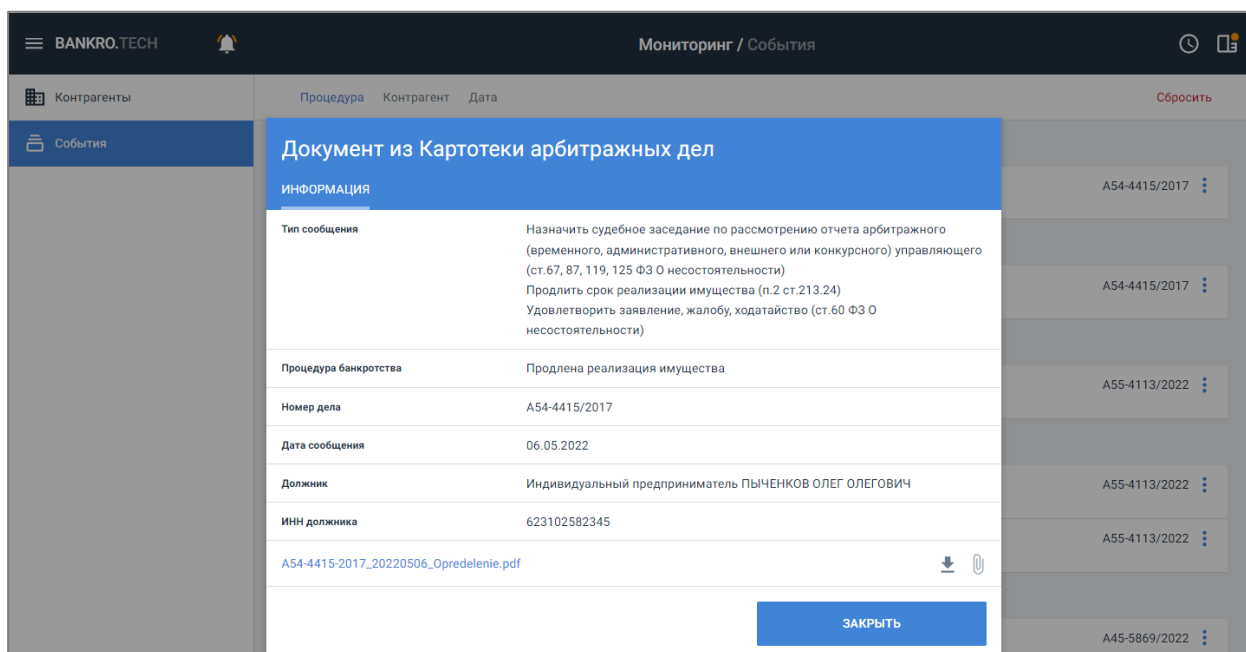 BANKRO.TECH
Мониторинг / События
Контрагенты
Процедура Контрагент Дата
Сбросить
События
Документ из Картотеки арбитражных дел
ИНФОРМАЦИЯ
А54-4415/2017
Тип сообщения
Назначить судебное заседание по рассмотрению отчета арбитражного
(временного, административного, внешнего или конкурсного) управляющего
(ст.67, 87, 119, 125 ФЗ О несостоятельности)
Продлить срок реализации имущества (п.2 ст.213.24)
Удовлетворить заявление, жалобу, ходатайство (ст.60 ФЗ О
несостоятельности)
А54-4415/2017
Процедура банкротства
Продлена реализация имущества
А55-4113/2022
Номер дела
А54-4415/2017
Дата сообщения
06.05.2022
Должник
Индивидуальный предприниматель ПЫЧЕНКОВ ОЛЕГ ОЛЕГОВИЧ
А55-4113/2022
ИНН должника
623102582345
А55-4113/2022
A54-4415-2017_20220506_Opredelenie.pdf
ЗАКРЫТЬ
А45-5869/2022